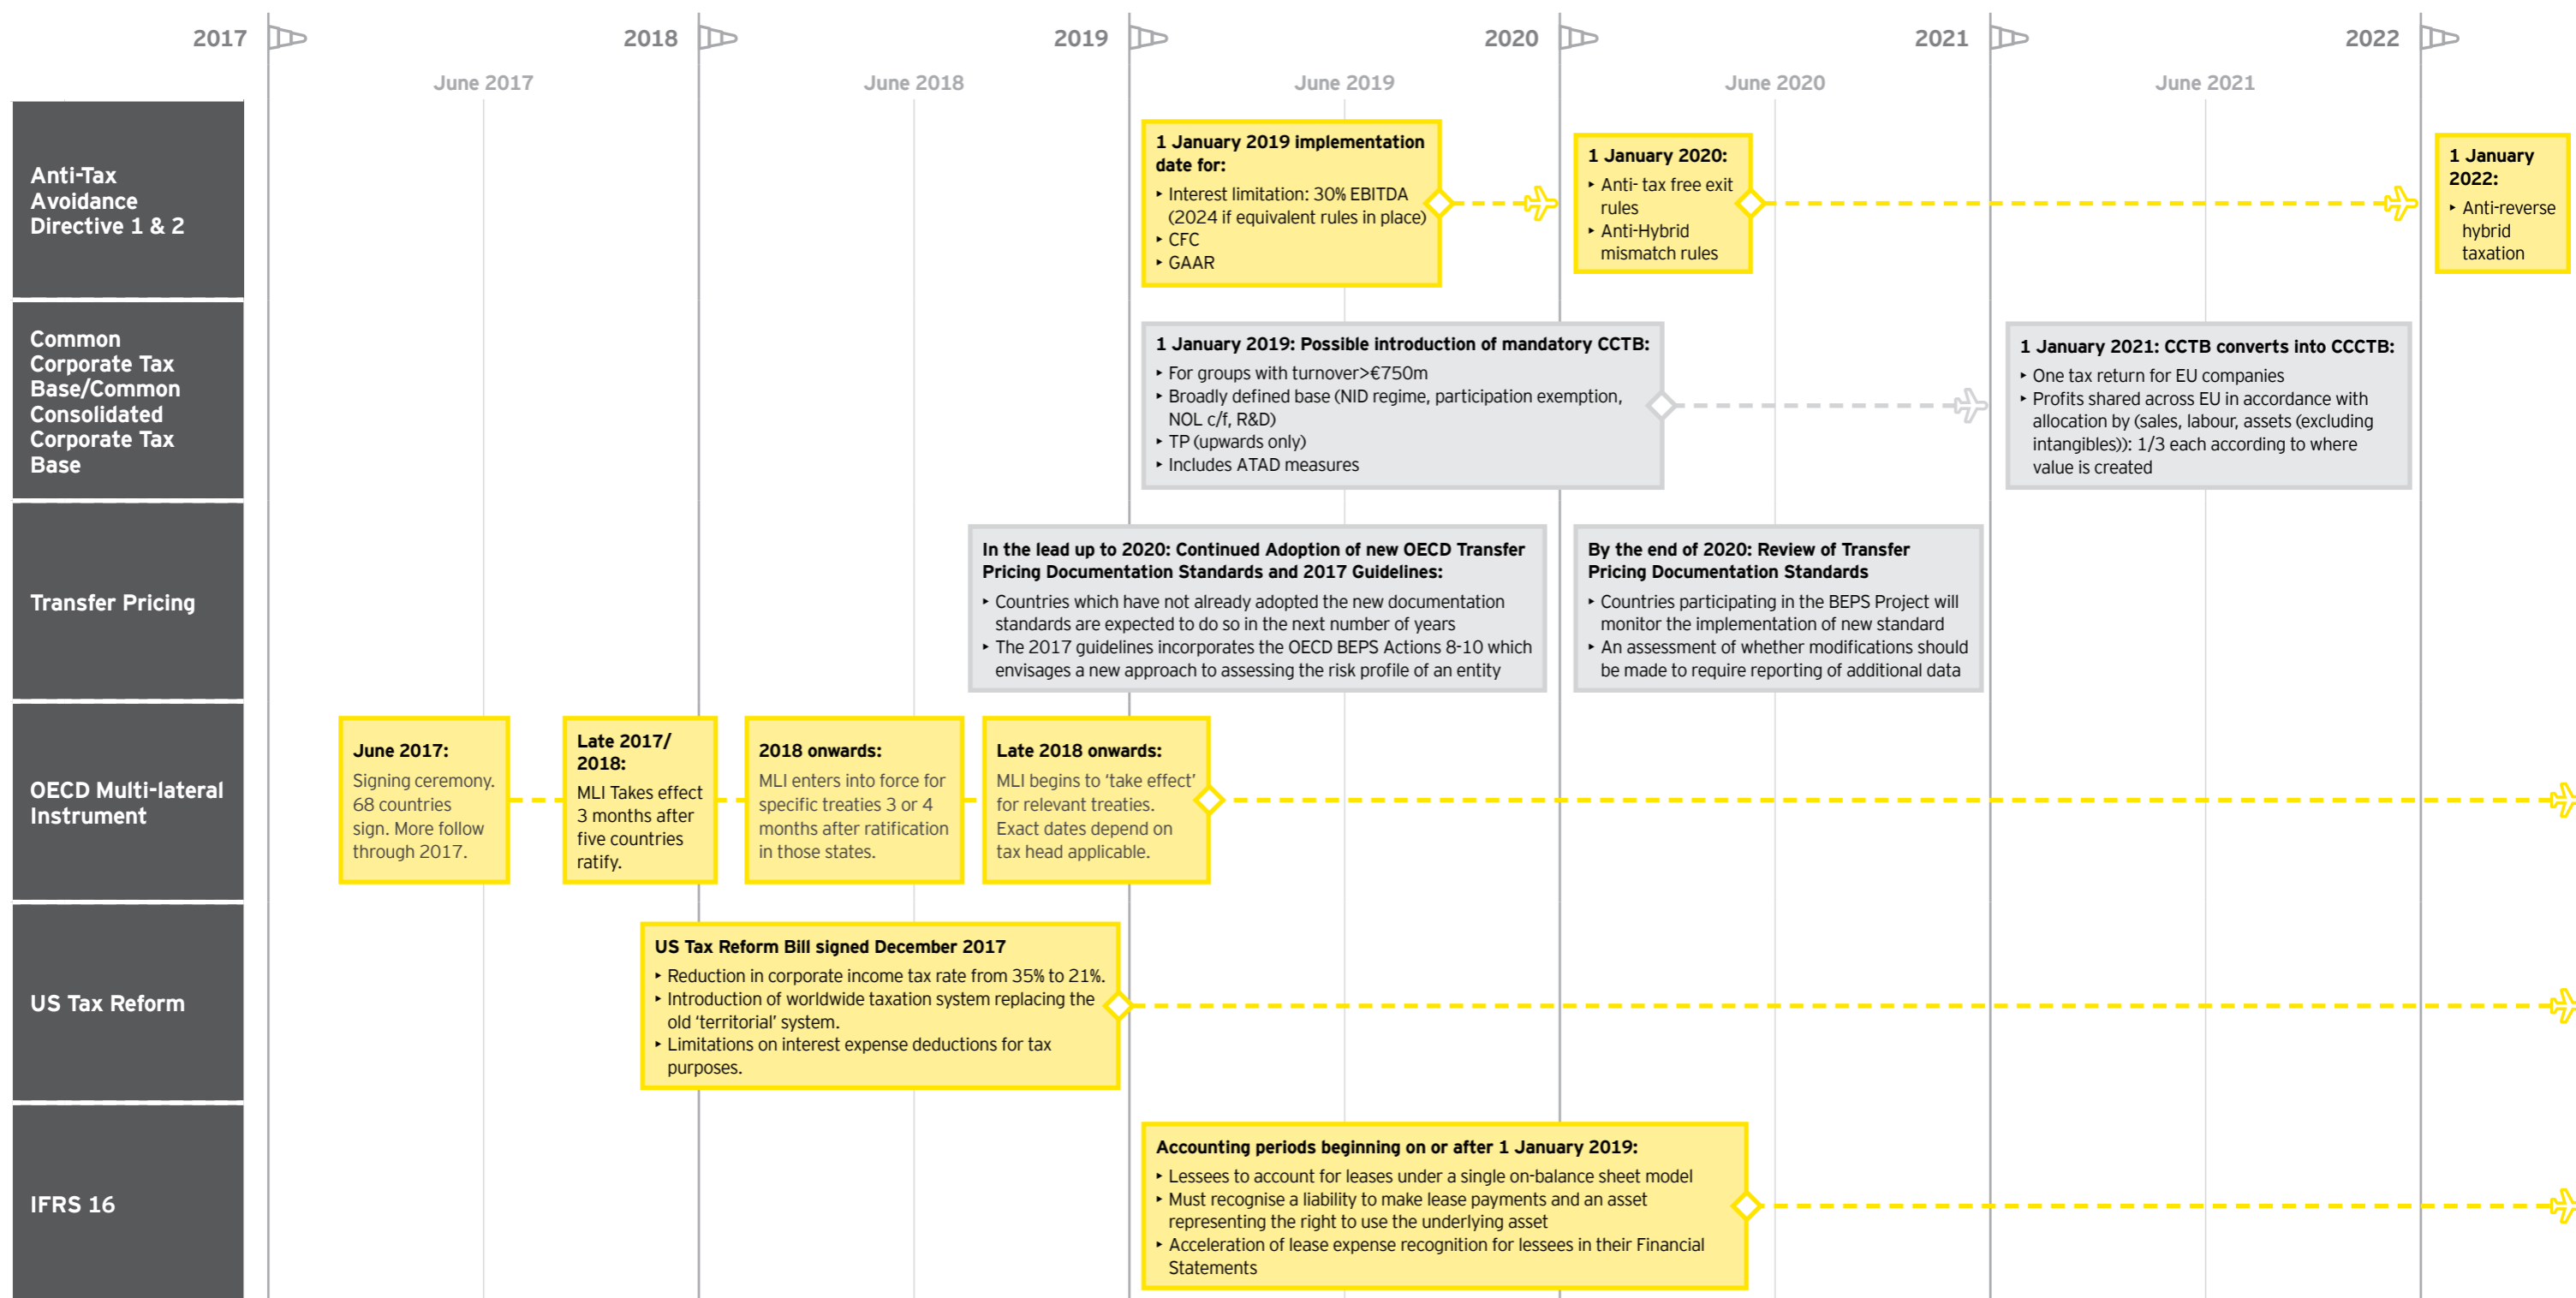 2017
2018
2019
2020
2021
2022
June 2017
June 2018
June 2019
June 2020
June 2021
Anti-Tax
Avoidance
Directive 1 & 2
1 January 2019 implementation
date for:
‣ Interest limitation: 30% EBITDA
(2024 if equivalent rules in place)
‣ CFC
‣ GAAR
1 January 2020:
‣ Anti- tax free exit
rules
‣ Anti-Hybrid
mismatch rules
1 January
2022:
‣ Anti-reverse
hybrid
taxation
Common
Corporate Tax
Base/Common
Consolidated
Corporate Tax
Base
1 January 2019: Possible introduction of mandatory CCTB:
‣ For groups with turnover>€750m
‣ Broadly defined base (NID regime, participation exemption,
NOL c/f, R&D)
‣ TP (upwards only)
‣ Includes ATAD measures
1 January 2021: CCTB converts into CCCTB:
‣ One tax return for EU companies
‣ Profits shared across EU in accordance with
allocation by (sales, labour, assets (excluding
intangibles)): 1/3 each according to where
value is created
Transfer Pricing
In the lead up to 2020: Continued Adoption of new OECD Transfer
Pricing Documentation Standards and 2017 Guidelines:
‣ Countries which have not already adopted the new documentation
standards are expected to do so in the next number of years
‣ The 2017 guidelines incorporates the OECD BEPS Actions 8-10 which
envisages a new approach to assessing the risk profile of an entity
By the end of 2020: Review of Transfer
Pricing Documentation Standards
‣ Countries participating in the BEPS Project will
monitor the implementation of new standard
‣ An assessment of whether modifications should
be made to require reporting of additional data
OECD Multi-lateral
Instrument
June 2017:
Signing ceremony.
68 countries
sign. More follow
through 2017.
Late 2017/
2018:
MLI Takes effect
3 months after
five countries
ratify.
2018 onwards:
MLI enters into force for
specific treaties 3 or 4
months after ratification
in those states.
Late 2018 onwards:
MLI begins to ‘take effect’
for relevant treaties.
Exact dates depend on
tax head applicable.
US Tax Reform
US Tax Reform Bill signed December 2017
‣ Reduction in corporate income tax rate from 35% to 21%.
‣ Introduction of worldwide taxation system replacing the
old ‘territorial’ system.
‣ Limitations on interest expense deductions for tax
purposes.
IFRS 16
Accounting periods beginning on or after 1 January 2019:
‣ Lessees to account for leases under a single on-balance sheet model
‣ Must recognise a liability to make lease payments and an asset
representing the right to use the underlying asset
‣ Acceleration of lease expense recognition for lessees in their Financial
Statements